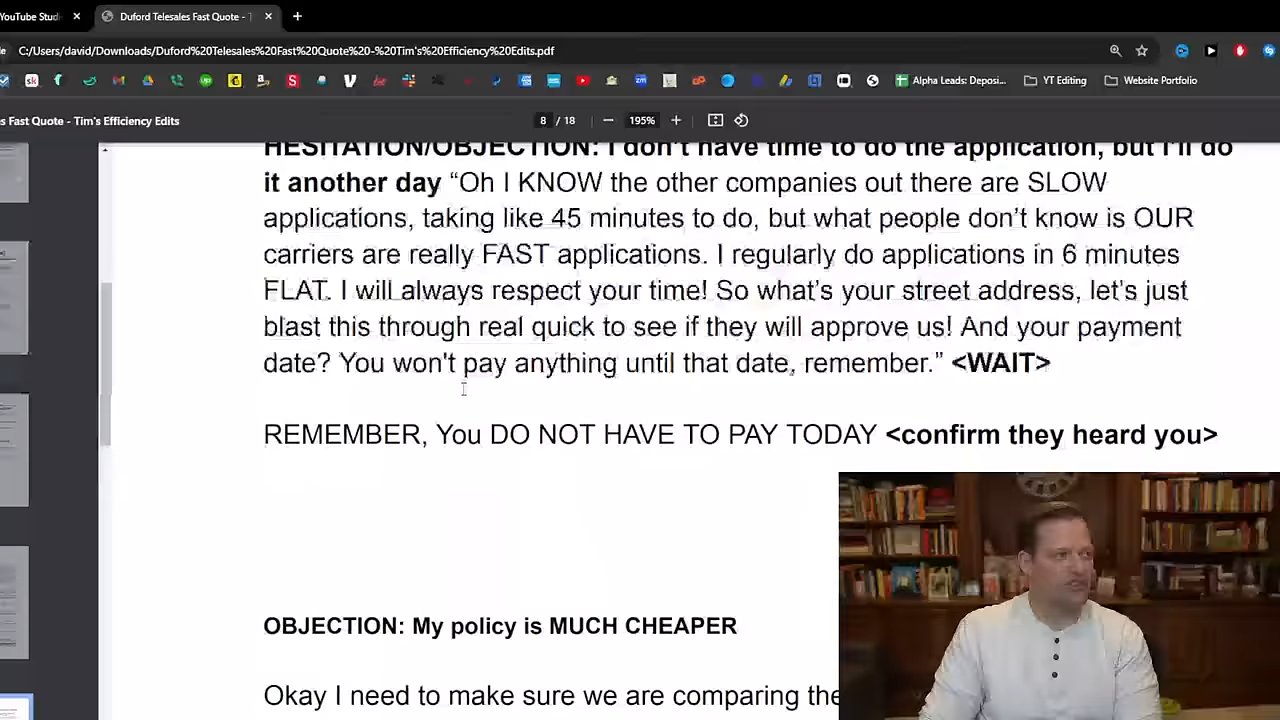 YouTube Studi
Duford Telesales Fast Quote - T
C:/Users/david/Downloads/Duford%20Telesales%20Fast%20Quote%20-%20Tim's%20Efficiency%20Edits.pdf
Alpha Leads: Deposi...
YT Editing
Website Portfolio
s Fast Quote - Tim's Efficiency Edits
8 / 18
195%
HESITATION/OBJECTION: I don't have time to do the application, but I'll do
it another day “Oh I KNOW the other companies out there are SLOW
applications, taking like 45 minutes to do, but what people don’t know is OUR
carriers are really FAST applications. I regularly do applications in 6 minutes
FLAT. I will always respect your time! So what’s your street address, let’s just
blast this through real quick to see if they will approve us! And your payment
date? You won't pay anything until that date, remember.” <WAIT>
REMEMBER, You DO NOT HAVE TO PAY TODAY <confirm they heard you>
OBJECTION: My policy is MUCH CHEAPER
Okay I need to make sure we are comparing the